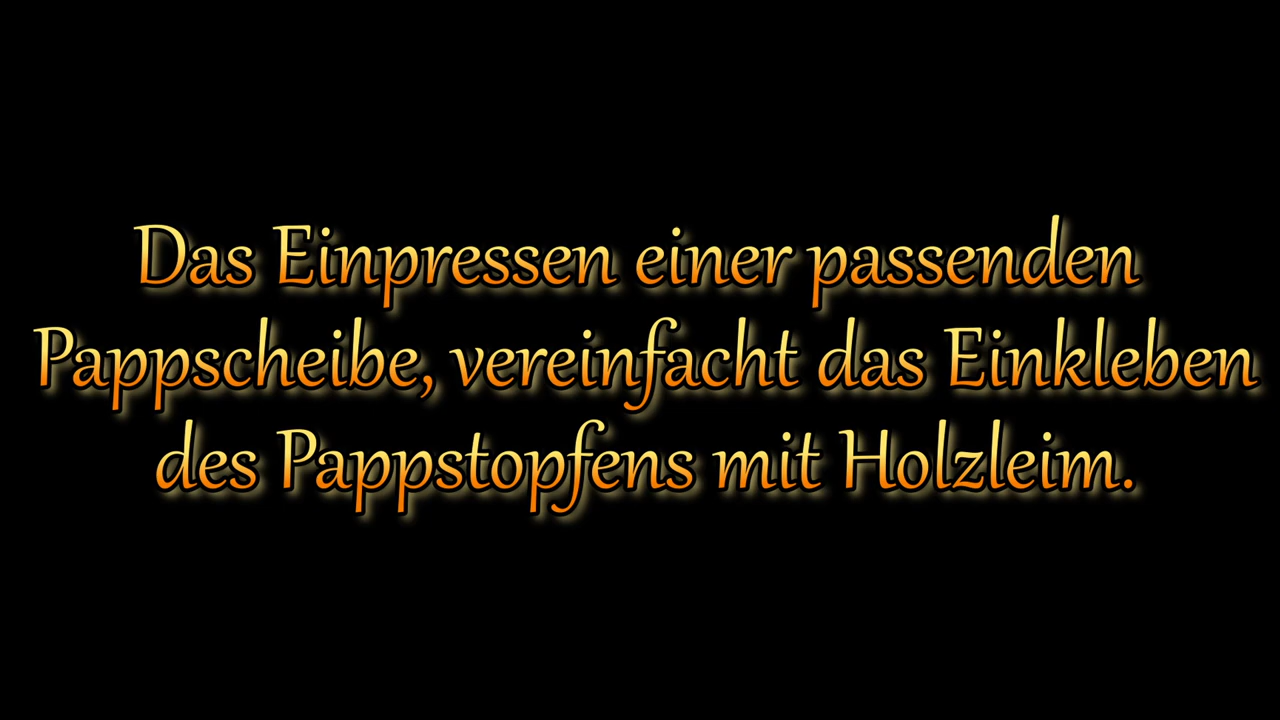 Das Einpressen einer passenden
Pappscheibe, vereinfacht das Einkleben
des Pappstopfens mit Holzleim.